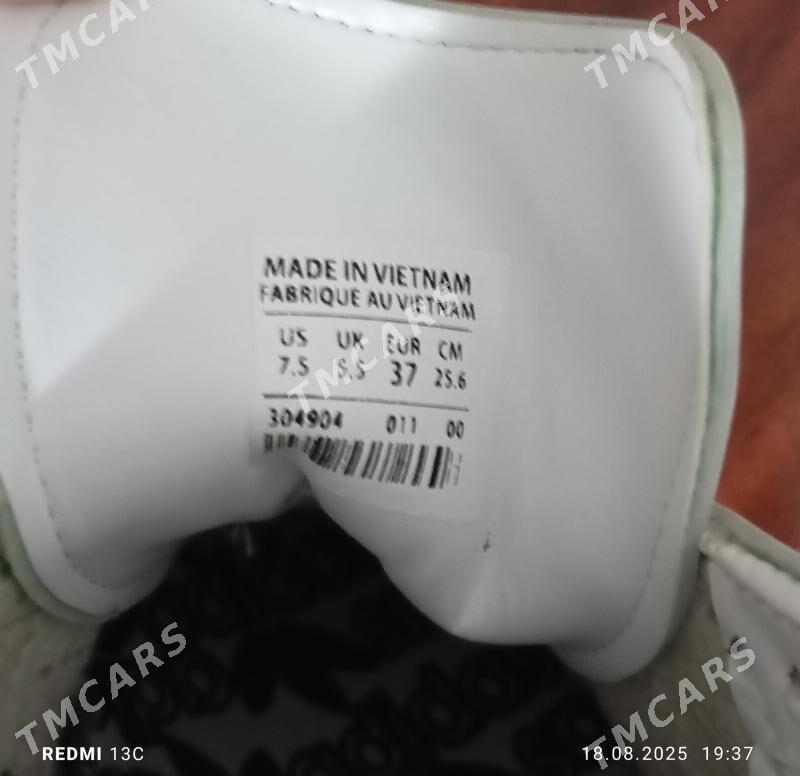 TMCARS
TMCARS
MADE IN VIETNAM
FABRIQUE AU VIETNAM
US UK EUR CM
7.5 5.5 37 25.6
TMCARS
304904 011 00
adidas
TMCARS
TMCARS
REDMI 13C
18.08.2025 19:37